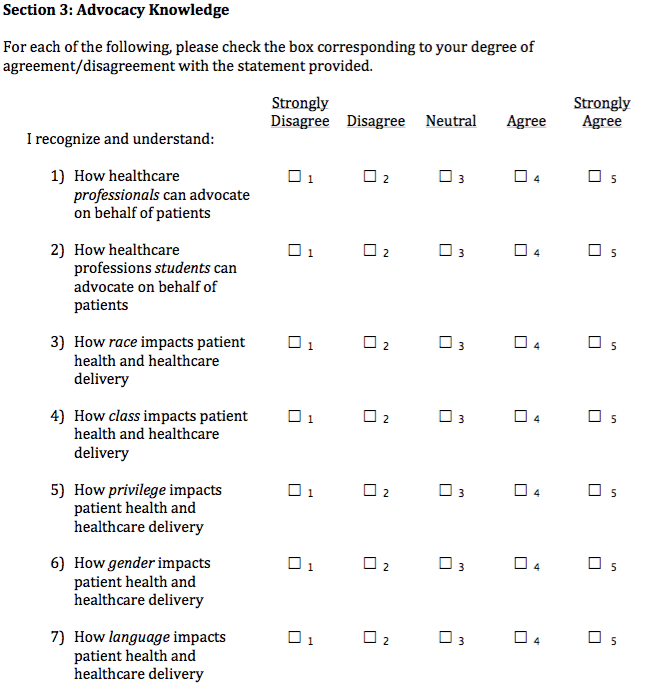 Section 3: Advocacy Knowledge
For each of the following, please check the box corresponding to your degree of
agreement/disagreement with the statement provided.
Strongly Strongly
Disagree Disagree Neutral Agree Agree
I recognize and understand:
1) How healthcare ☐ 1 ☐ 2 ☐ 3 ☐ 4 ☐ 5
professionals can advocate
on behalf of patients
2) How healthcare ☐ 1 ☐ 2 ☐ 3 ☐ 4 ☐ 5
professions students can
advocate on behalf of
patients
3) How race impacts patient ☐ 1 ☐ 2 ☐ 3 ☐ 4 ☐ 5
health and healthcare
delivery
4) How class impacts patient ☐ 1 ☐ 2 ☐ 3 ☐ 4 ☐ 5
health and healthcare
delivery
5) How privilege impacts ☐ 1 ☐ 2 ☐ 3 ☐ 4 ☐ 5
patient health and
healthcare delivery
6) How gender impacts ☐ 1 ☐ 2 ☐ 3 ☐ 4 ☐ 5
patient health and
healthcare delivery
7) How language impacts ☐ 1 ☐ 2 ☐ 3 ☐ 4 ☐ 5
patient health and
healthcare delivery